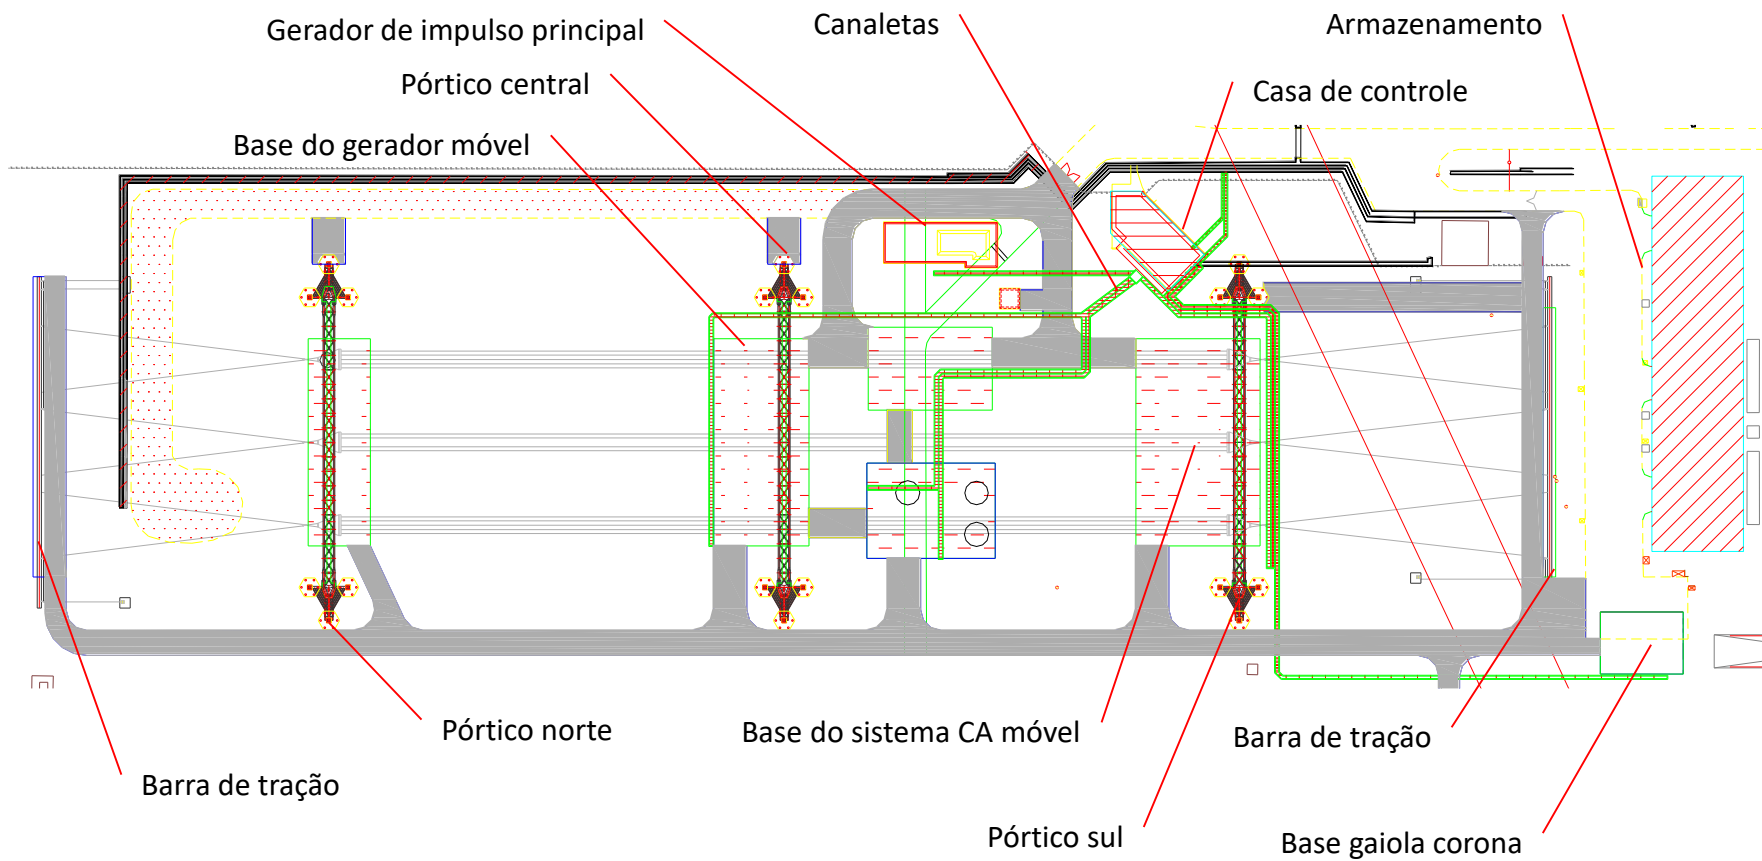 Gerador de impulso principal
Canaletas
Armazenamento
Pórtico central
Casa de controle
Base do gerador móvel
Pórtico norte
Base do sistema CA móvel
Barra de tração
Barra de tração
Pórtico sul
Base gaiola corona